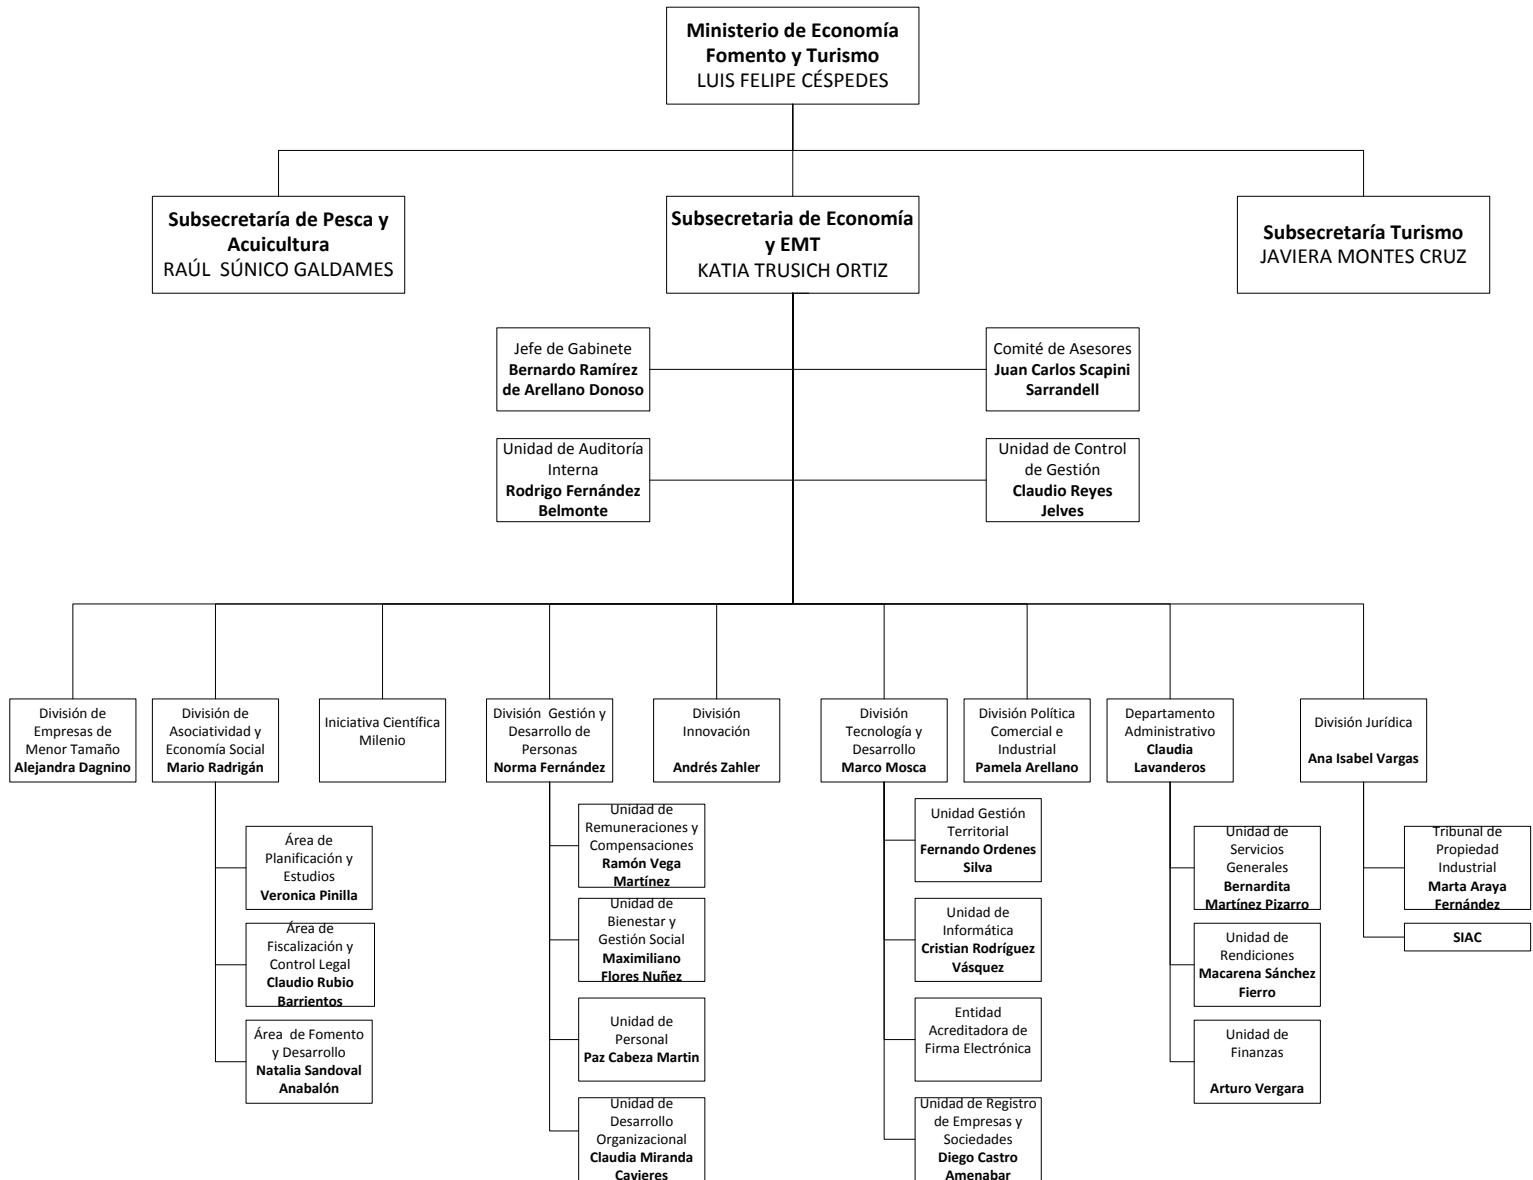 Ministerio de Economía
Fomento y Turismo
LUIS FELIPE CÉSPEDES
Subsecretaría de Pesca y
Acuicultura
RAÚL SÚNICO GALDAMES
Subsecretaria de Economía
y EMT
KATIA TRUSICH ORTIZ
Subsecretaría Turismo
JAVIERA MONTES CRUZ
Jefe de Gabinete
Bernardo Ramírez
de Arellano Donoso
Comité de Asesores
Juan Carlos Scapini
Sarrandell
Unidad de Auditoría
Interna
Rodrigo Fernández
Belmonte
Unidad de Control
de Gestión
Claudio Reyes
Jelves
División de
Empresas de
Menor Tamaño
Alejandra Dagnino
División de
Asociatividad y
Economía Social
Mario Radrigán
Iniciativa Científica
Milenio
División Gestión y
Desarrollo de
Personas
Norma Fernández
División
Innovación
Andrés Zahler
División
Tecnología y
Desarrollo
Marco Mosca
División Política
Comercial e
Industrial
Pamela Arellano
Departamento
Administrativo
Claudia
Lavanderos
División Jurídica
Ana Isabel Vargas
Área de
Planificación y
Estudios
Veronica Pinilla
Área de
Fiscalización y
Control Legal
Claudio Rubio
Barrientos
Área de Fomento
y Desarrollo
Natalia Sandoval
Anabalón
Unidad de
Remuneraciones y
Compensaciones
Ramón Vega
Martínez
Unidad de
Bienestar y
Gestión Social
Maximiliano
Flores Nuñez
Unidad de
Personal
Paz Cabeza Martin
Unidad de
Desarrollo
Organizacional
Claudia Miranda
Cavieres
Unidad Gestión
Territorial
Fernando Ordenes
Silva
Unidad de
Informática
Cristian Rodríguez
Vásquez
Entidad
Acreditadora de
Firma Electrónica
Unidad de Registro
de Empresas y
Sociedades
Diego Castro
Amenabar
Unidad de
Servicios
Generales
Bernardita
Martínez Pizarro
Unidad de
Rendiciones
Macarena Sánchez
Fierro
Unidad de
Finanzas
Arturo Vergara
Tribunal de
Propiedad
Industrial
Marta Araya
Fernández
SIAC